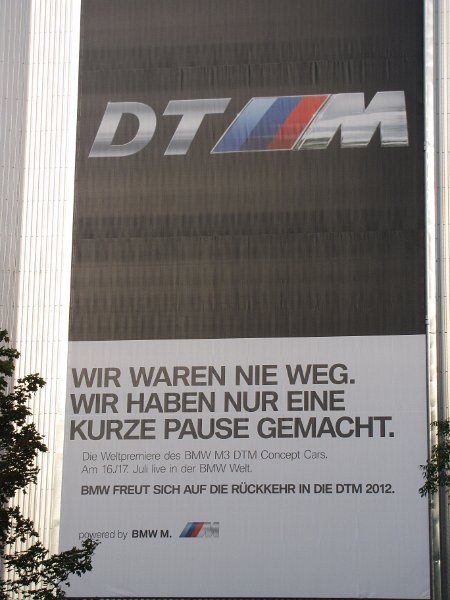 DTM
WIR WAREN NIE WEG.
WIR HABEN NUR EINE
KURZE PAUSE GEMACHT.
Die Weltpremiere des BMW M3 DTM Concept Cars.
Am 16./17. Juli live in der BMW Welt.
BMW FREUT SICH AUF DIE RÜCKKEHR IN DIE DTM 2012.
powered by BMW M. M